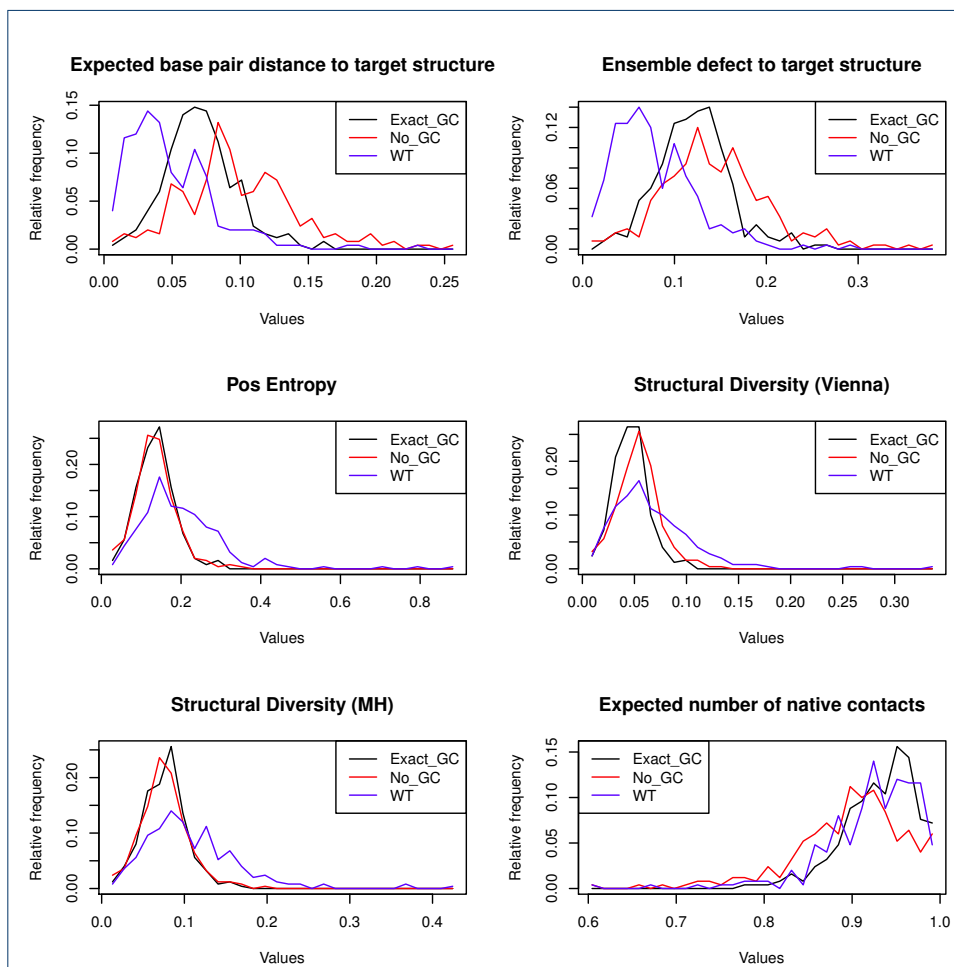 Expected base pair distance to target structure
Relative frequency
0.00 0.05 0.10 0.15
Exact_GC
No_GC
WT
0.00 0.05 0.10 0.15 0.20 0.25
Values
Ensemble defect to target structure
Relative frequency
0.00 0.06 0.12
Exact_GC
No_GC
WT
0.0 0.1 0.2 0.3
Values
Pos Entropy
Relative frequency
0.00 0.10 0.20
Exact_GC
No_GC
WT
0.0 0.2 0.4 0.6 0.8
Values
Structural Diversity (Vienna)
Relative frequency
0.00 0.10 0.20
Exact_GC
No_GC
WT
0.00 0.05 0.10 0.20 0.30
Values
Structural Diversity (MH)
Relative frequency
0.00 0.10 0.20
Exact_GC
No_GC
WT
0.0 0.1 0.2 0.3 0.4
Values
Expected number of native contacts
Relative frequency
0.00 0.05 0.10 0.15
Exact_GC
No_GC
WT
0.6 0.7 0.8 0.9 1.0
Values